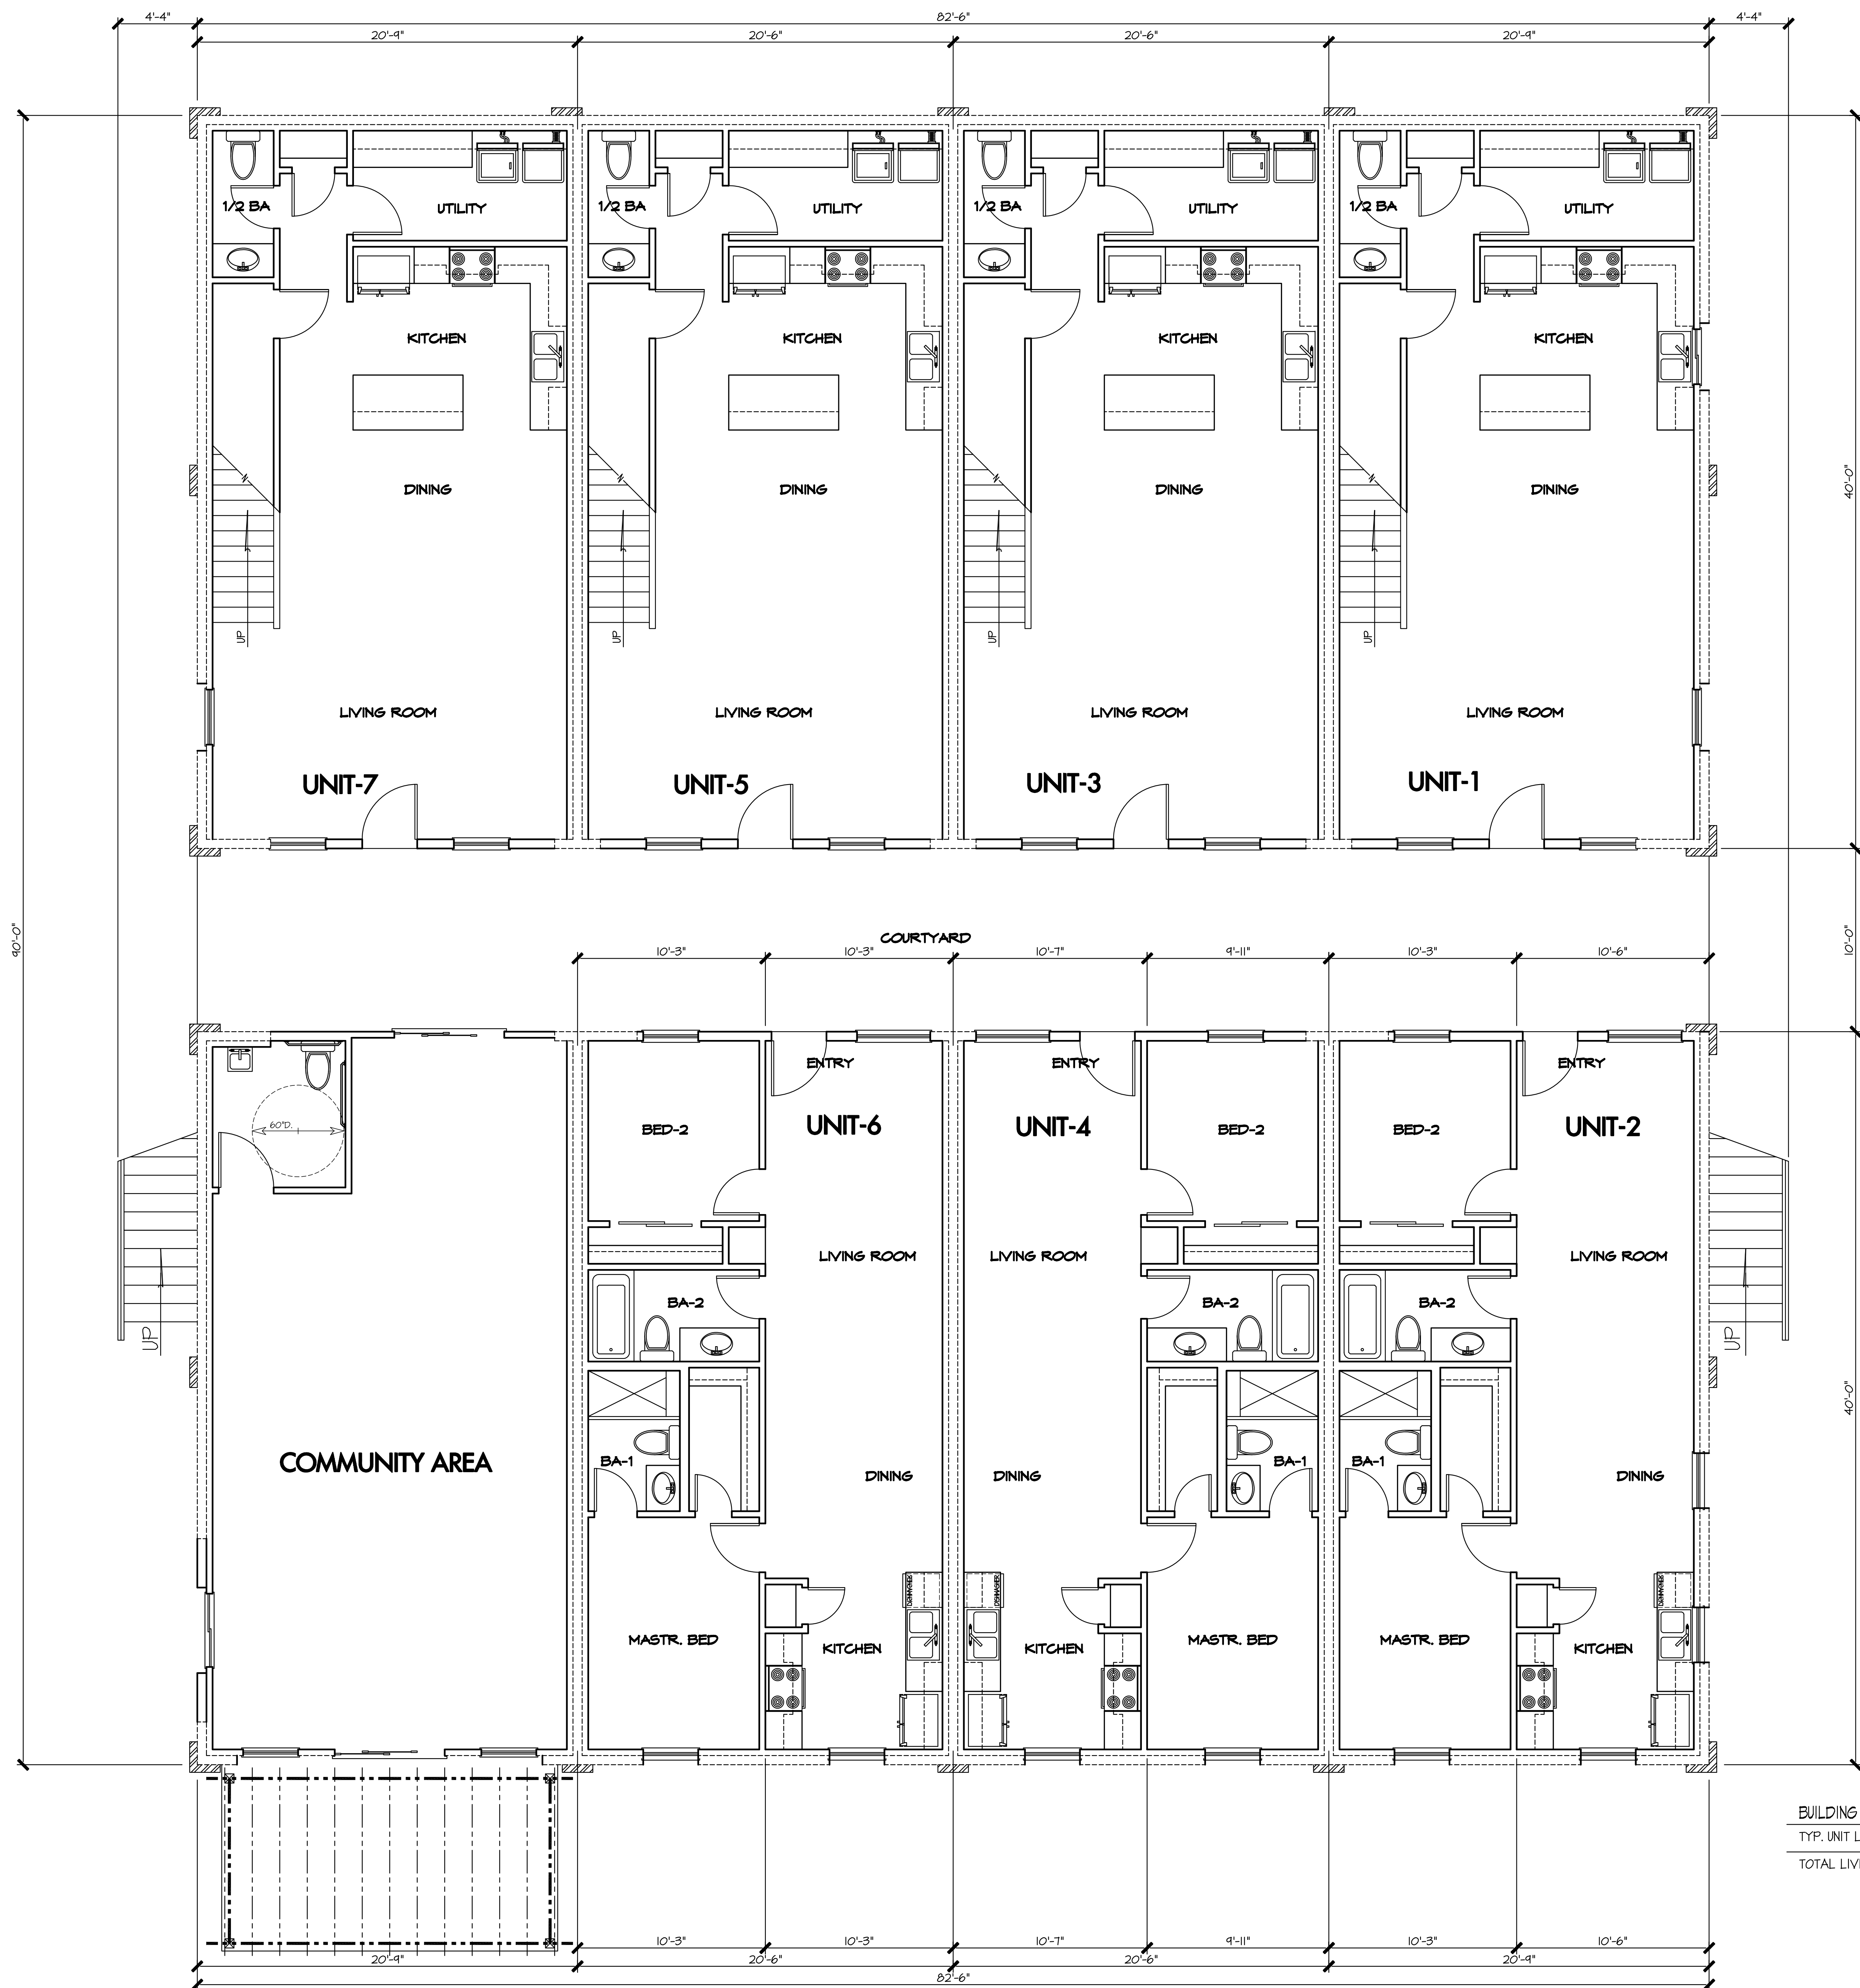 4'-4" 82'-6" 4'-4"
20'-9" 20'-6" 20'-6" 20'-9"
1/2 BA UTILITY 1/2 BA UTILITY 1/2 BA UTILITY 1/2 BA UTILITY
KITCHEN KITCHEN KITCHEN KITCHEN
DINING DINING DINING DINING
40'-0"
UP UP UP UP
LIVING ROOM LIVING ROOM LIVING ROOM LIVING ROOM
UNIT-7 UNIT-5 UNIT-3 UNIT-1
90'-0" COURTYARD 10'-0"
10'-3" 10'-3" 10'-7" 9'-11" 10'-3" 10'-6"
ENTRY ENTRY ENTRY
60"D. BED-2 UNIT-6 UNIT-4 BED-2 BED-2 UNIT-2
LIVING ROOM LIVING ROOM LIVING ROOM
BA-2 BA-2 BA-2
UP UP
40'-0"
COMMUNITY AREA BA-1 BA-1 BA-1
DINING DINING DINING
DISHWASHER DISHWASHER DISHWASHER
MASTR. BED KITCHEN KITCHEN MASTR. BED MASTR. BED KITCHEN
BUILDING
TYP. UNIT L
TOTAL LIV
10'-3" 10'-3" 10'-7" 9'-11" 10'-3" 10'-6"
20'-9" 20'-6" 20'-6" 20'-9"
82'-6"